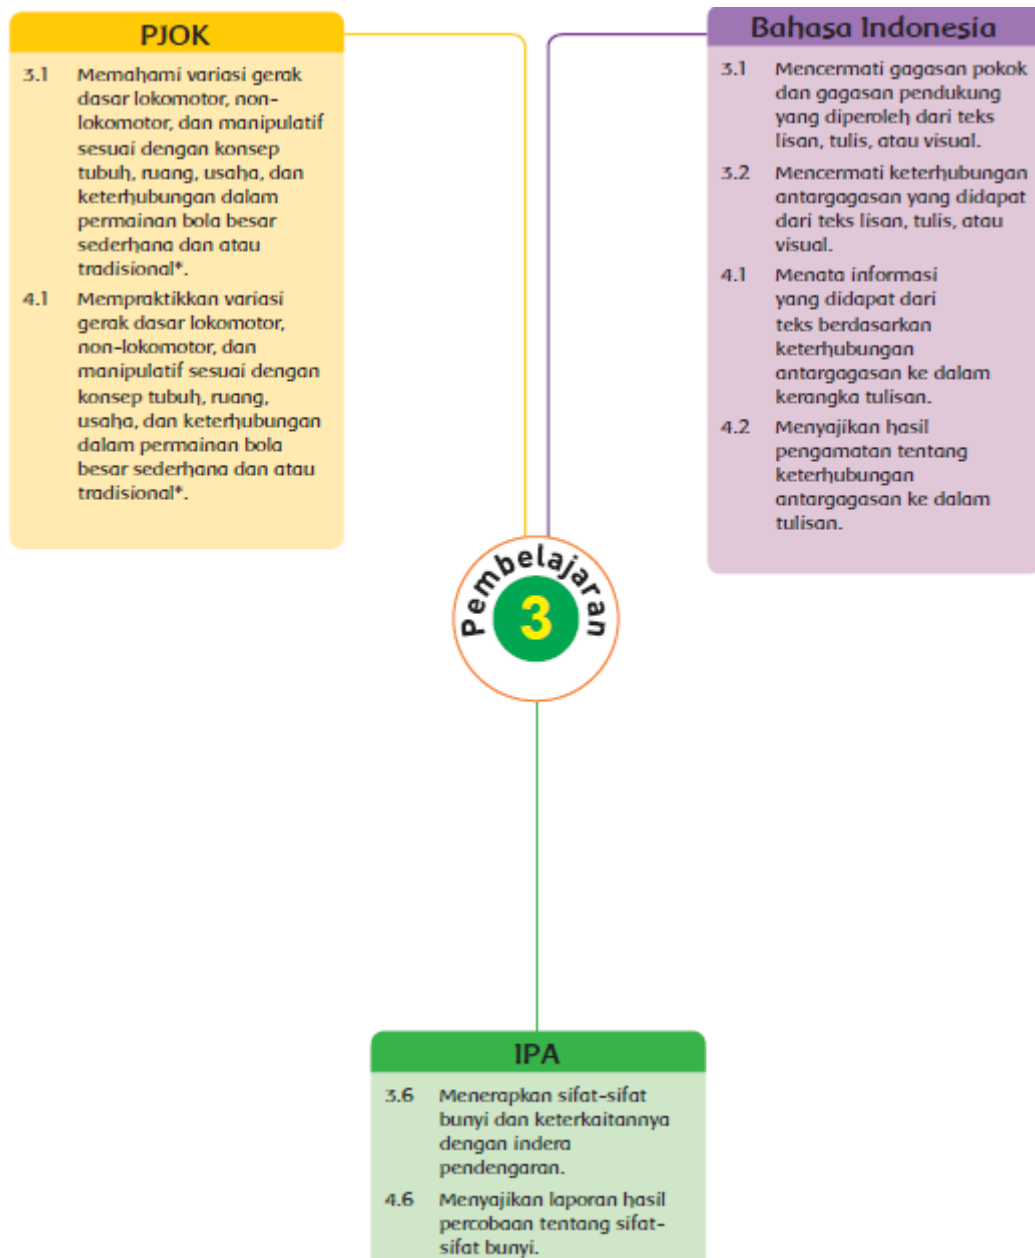 PJOK
3.1 Memahami variasi gerak
dasar lokomotor, non-
lokomotor, dan manipulatif
sesuai dengan konsep
tubuh, ruang, usaha, dan
keterhubungan dalam
permainan bola besar
sederhana dan atau
tradisional*.
4.1 Mempraktikkan variasi
gerak dasar lokomotor,
non-lokomotor, dan
manipulatif sesuai dengan
konsep tubuh, ruang,
usaha, dan keterhubungan
dalam permainan bola
besar sederhana dan atau
tradisional*.
Bahasa Indonesia
3.1 Mencermati gagasan pokok
dan gagasan pendukung
yang diperoleh dari teks
lisan, tulis, atau visual.
3.2 Mencermati keterhubungan
antargagasan yang didapat
dari teks lisan, tulis, atau
visual.
4.1 Menata informasi
yang didapat dari
teks berdasarkan
keterhubungan
antargagasan ke dalam
kerangka tulisan.
4.2 Menyajikan hasil
pengamatan tentang
keterhubungan
antargagasan ke dalam
tulisan.
Pembelajaran
3
IPA
3.6 Menerapkan sifat-sifat
bunyi dan keterkaitannya
dengan indera
pendengaran.
4.6 Menyajikan laporan hasil
percobaan tentang sifat-
sifat bunyi.